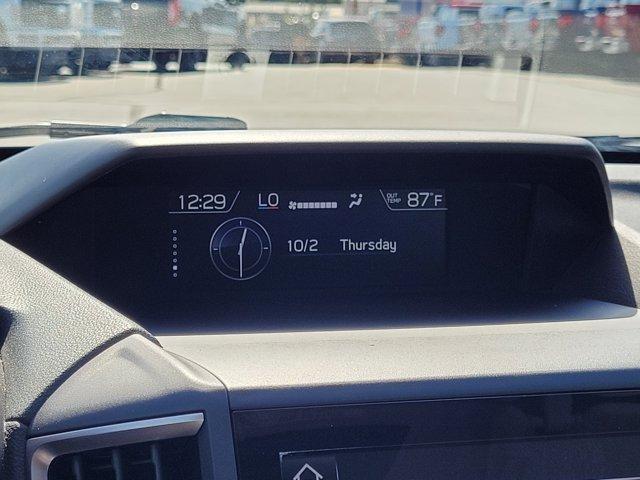 12:29 LO OUT TEMP 87°F
10/2 Thursday